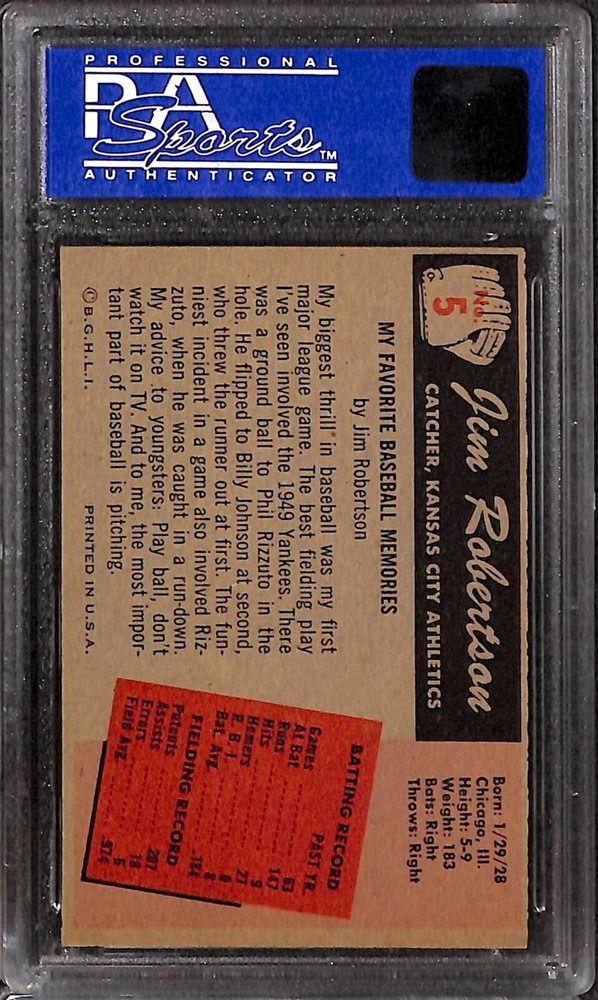 PROFESSIONAL
PSA
Sports™
AUTHENTICATOR
No.
5
Jim Robertson
CATCHER, KANSAS CITY ATHLETICS
Born: 1/29/28
Chicago, Ill.
Height: 5-9
Weight: 183
Bats: Right
Throws: Right
MY FAVORITE BASEBALL MEMORIES
by Jim Robertson
My biggest thrill in baseball was my first
major league game. The best fielding play
I've seen involved the 1949 Yankees. There
was a ground ball to Phil Rizzuto in the
hole. He flipped to Billy Johnson at second,
who threw the runner out at first. The fun-
niest incident in a game also involved Riz-
zuto, when he was caught in a run-down.
My advice to youngsters: Play ball, don't
watch it on TV. And to me, the most impor-
tant part of baseball is pitching.
©B.G.H.L.I. PRINTED IN U.S.A.
BATTING RECORD
PAST YR.
Games 63
At Bat 147
Runs 9
Hits 27
Homers 0
R. B. I. 8
Bat. Avg. .184
FIELDING RECORD
Putouts 207
Assists 18
Errors 6
Field Avg. .974